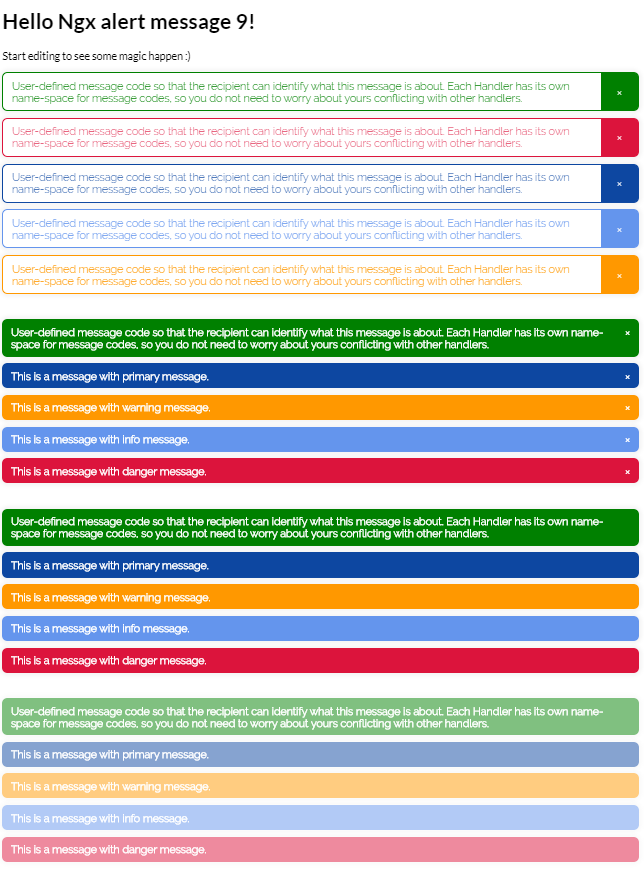 Hello Ngx alert message 9!
Start editing to see some magic happen :)
User-defined message code so that the recipient can identify what this message is about. Each Handler has its own
name-space for message codes, so you do not need to worry about yours conflicting with other handlers.
×
User-defined message code so that the recipient can identify what this message is about. Each Handler has its own
name-space for message codes, so you do not need to worry about yours conflicting with other handlers.
×
User-defined message code so that the recipient can identify what this message is about. Each Handler has its own
name-space for message codes, so you do not need to worry about yours conflicting with other handlers.
×
User-defined message code so that the recipient can identify what this message is about. Each Handler has its own
name-space for message codes, so you do not need to worry about yours conflicting with other handlers.
×
User-defined message code so that the recipient can identify what this message is about. Each Handler has its own
name-space for message codes, so you do not need to worry about yours conflicting with other handlers.
×
User-defined message code so that the recipient can identify what this message is about. Each Handler has its own name- ×
space for message codes, so you do not need to worry about yours conflicting with other handlers.
This is a message with primary message. ×
This is a message with warning message. ×
This is a message with info message. ×
This is a message with danger message. ×
User-defined message code so that the recipient can identify what this message is about. Each Handler has its own name-
space for message codes, so you do not need to worry about yours conflicting with other handlers.
This is a message with primary message.
This is a message with warning message.
This is a message with info message.
This is a message with danger message.
User-defined message code so that the recipient can identify what this message is about. Each Handler has its own name-
space for message codes, so you do not need to worry about yours conflicting with other handlers.
This is a message with primary message.
This is a message with warning message.
This is a message with info message.
This is a message with danger message.